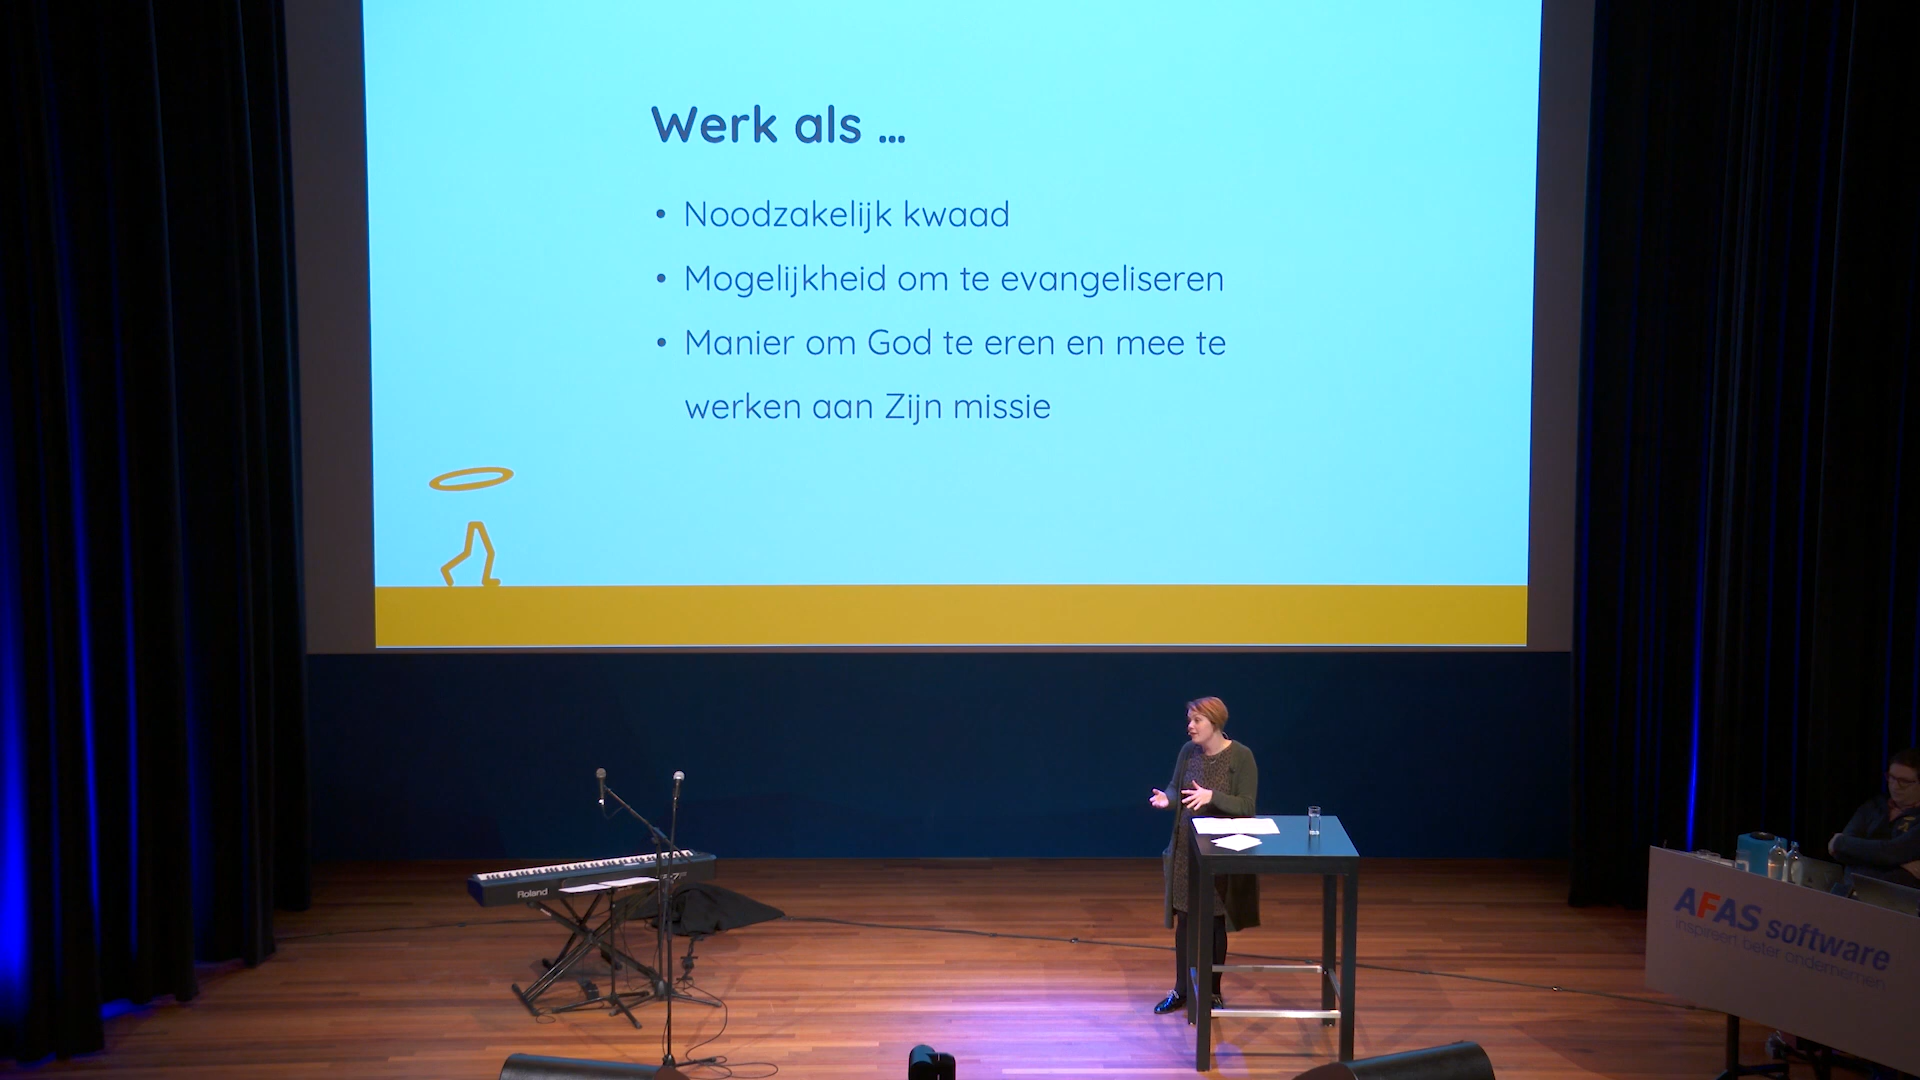 Werk als ...
• Noodzakelijk kwaad
• Mogelijkheid om te evangeliseren
• Manier om God te eren en mee te
werken aan Zijn missie
Roland
AFAS software
inspireert beter ondernemen